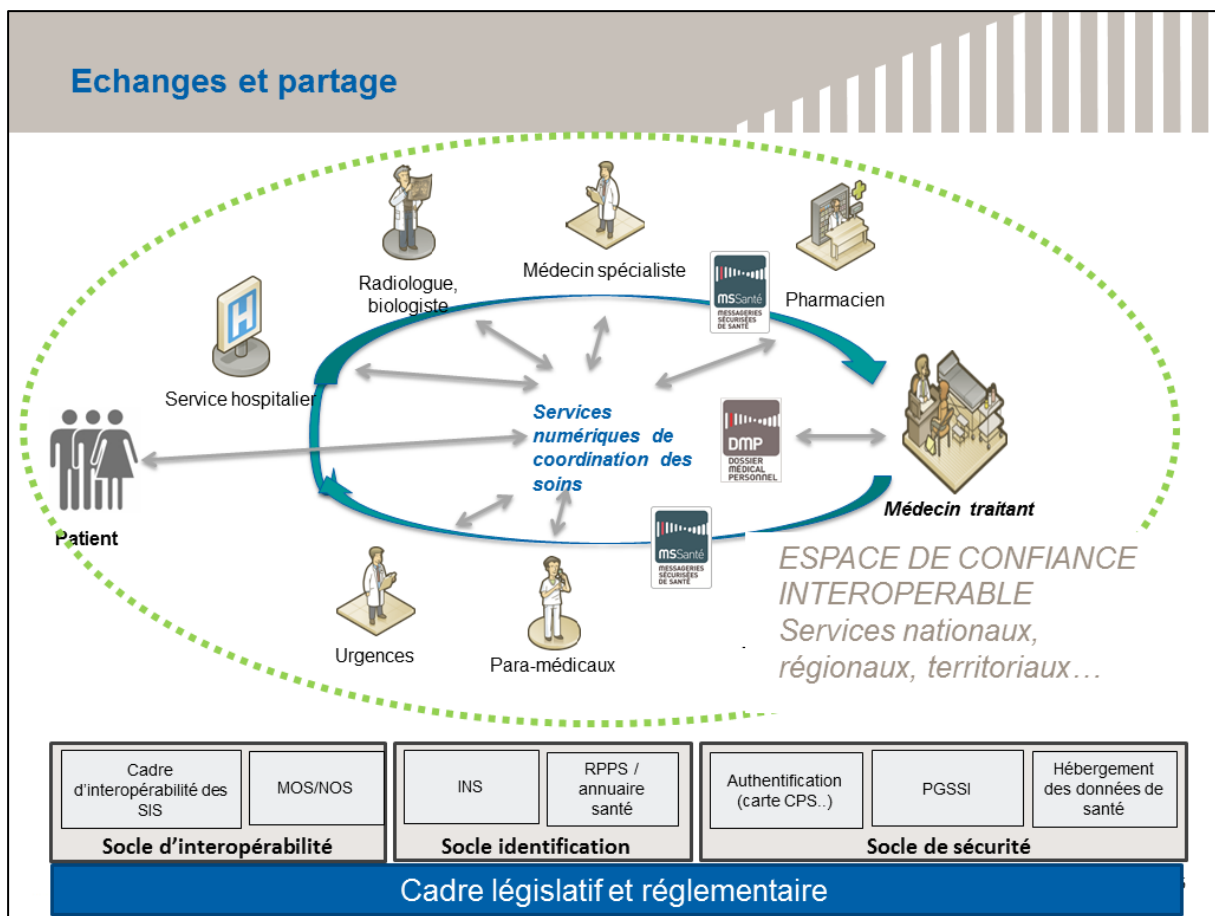 Echanges et partage
Radiologue,
biologiste
Médecin spécialiste
Pharmacien
MSSanté
MESSAGERIES
SÉCURISÉES
DE SANTÉ
H
Service hospitalier
Services
numériques de
coordination des
soins
DMP
DOSSIER
MÉDICAL
PERSONNEL
Médecin traitant
Patient
MSSanté
MESSAGERIES
SÉCURISÉES
DE SANTÉ
Urgences
Para-médicaux
ESPACE DE CONFIANCE
INTEROPERABLE
Services nationaux,
régionaux, territoriaux…
Cadre
d’interopérabilité des
SIS
MOS/NOS
Socle d’interopérabilité
INS
RPPS /
annuaire
santé
Socle identification
Authentification
(carte CPS..)
PGSSI
Hébergement
des données de
santé
Socle de sécurité
Cadre législatif et réglementaire